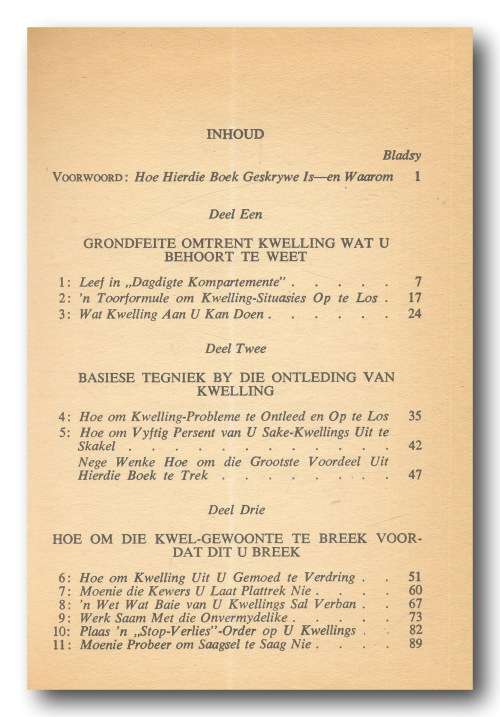 INHOUD
Bladsy
VOORWOORD: Hoe Hierdie Boek Geskrywe Is—en Waarom 1
Deel Een
GRONDFEITE OMTRENT KWELLING WAT U
BEHOORT TE WEET
1: Leef in „Dagdigte Kompartemente” . . . . . 7
2: 'n Toorformule om Kwelling-Situasies Op te Los . 17
3: Wat Kwelling Aan U Kan Doen . . . . . . 24
Deel Twee
BASIESE TEGNIEK BY DIE ONTLEDING VAN
KWELLING
4: Hoe om Kwelling-Probleme te Ontleed en Op te Los 35
5: Hoe om Vyftig Persent van U Sake-Kwellings Uit te
Skakel . . . . . . . . . . . . . 42
Nege Wenke Hoe om die Grootste Voordeel Uit
Hierdie Boek te Trek . . . . . . . . 47
Deel Drie
HOE OM DIE KWEL-GEWOONTE TE BREEK VOOR-
DAT DIT U BREEK
6: Hoe om Kwelling Uit U Gemoed te Verdring . . 51
7: Moenie die Kewers U Laat Plattrek Nie . . . 60
8: 'n Wet Wat Baie van U Kwellings Sal Verban . . 67
9: Werk Saam Met die Onvermydelike . . . . 73
10: Plaas 'n „Stop-Verlies”-Order op U Kwellings . . 82
11: Moenie Probeer om Saagsel te Saag Nie . . . 89